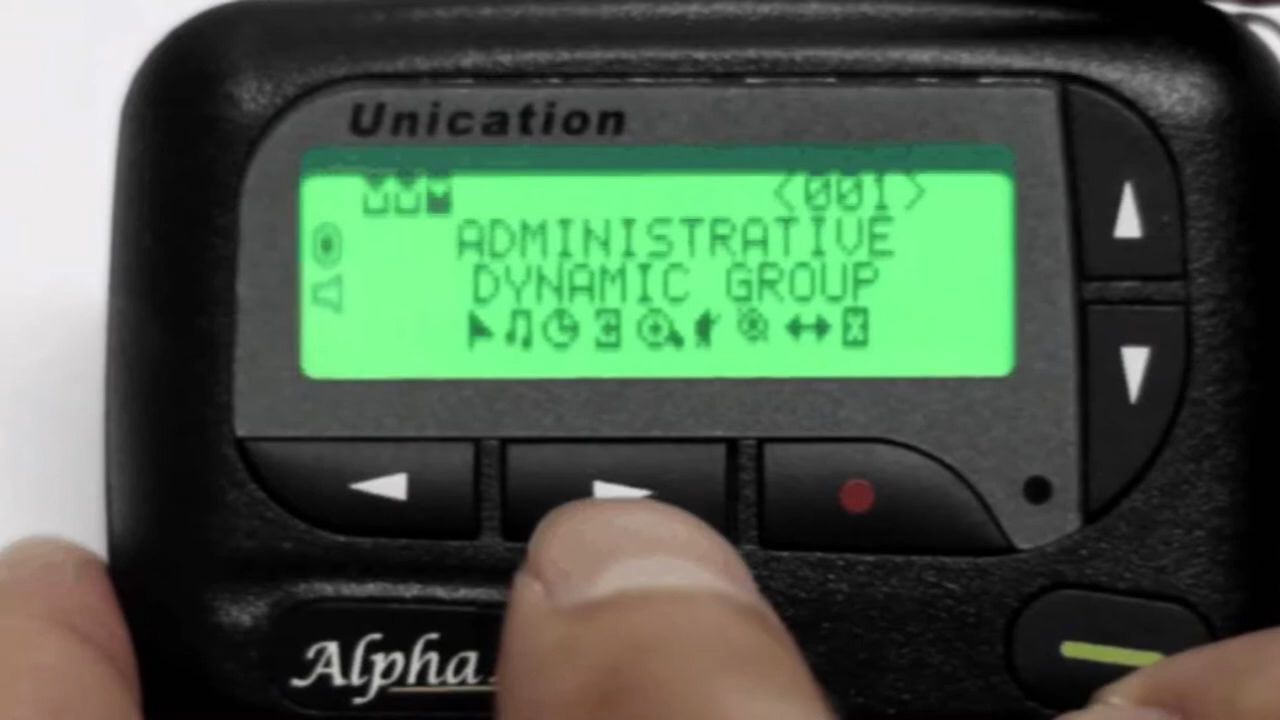 Unication
<001>
ADMINISTRATIVE
DYNAMIC GROUP
Alpha